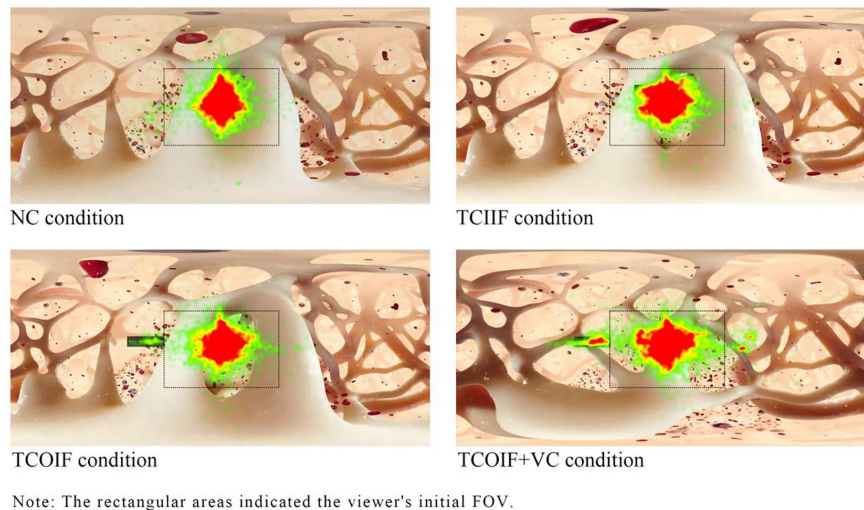 NC condition
TCIIF condition
TCOIF condition
TCOIF+VC condition
Note: The rectangular areas indicated the viewer's initial FOV.